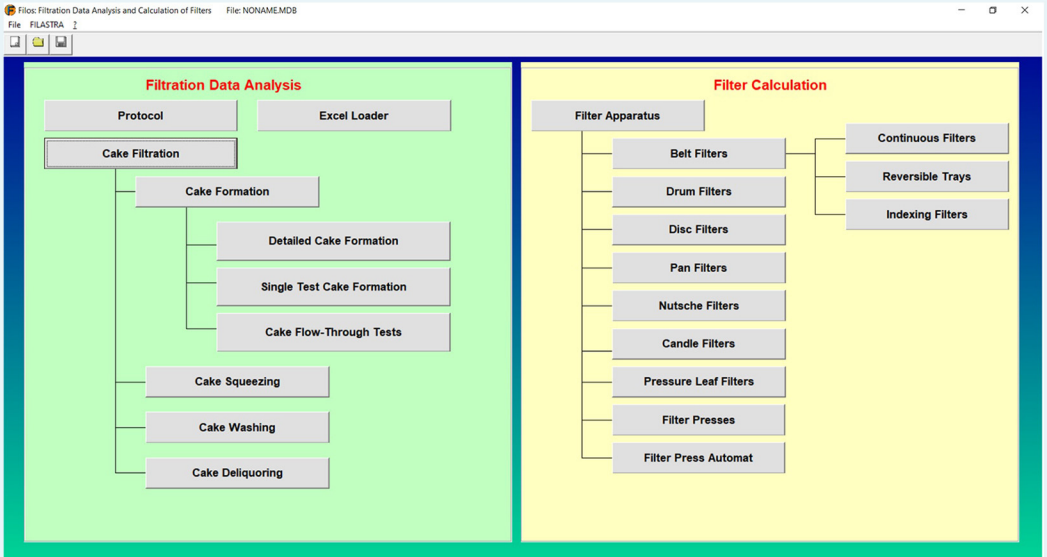 Filos: Filtration Data Analysis and Calculation of Filters File: NONAME.MDB
File FILASTRA ?
Filtration Data Analysis
Protocol
Excel Loader
Cake Filtration
Cake Formation
Detailed Cake Formation
Single Test Cake Formation
Cake Flow-Through Tests
Cake Squeezing
Cake Washing
Cake Deliquoring
Filter Calculation
Filter Apparatus
Belt Filters
Continuous Filters
Reversible Trays
Indexing Filters
Drum Filters
Disc Filters
Pan Filters
Nutsche Filters
Candle Filters
Pressure Leaf Filters
Filter Presses
Filter Press Automat